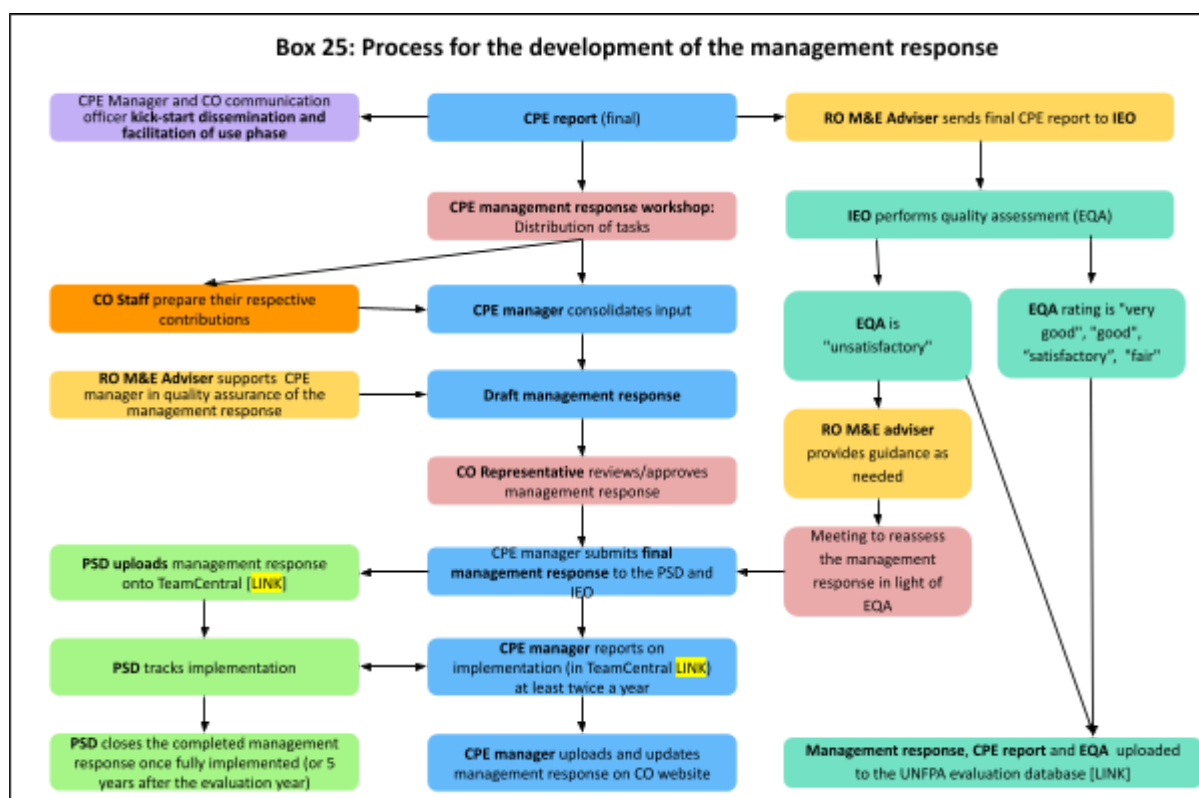 Box 25: Process for the development of the management response
CPE Manager and CO communication
officer kick-start dissemination and
facilitation of use phase
CPE report (final)
RO M&E Adviser sends final CPE report to IEO
CPE management response workshop:
Distribution of tasks
IEO performs quality assessment (EQA)
CO Staff prepare their respective
contributions
CPE manager consolidates input
EQA is
"unsatisfactory"
EQA rating is "very
good", "good",
"satisfactory", "fair"
RO M&E Adviser supports CPE
manager in quality assurance of the
management response
Draft management response
RO M&E adviser
provides guidance as
needed
CO Representative reviews/approves
management response
PSD uploads management response
onto TeamCentral [LINK]
CPE manager submits final
management response to the PSD and
IEO
Meeting to reassess
the management
response in light of
EQA
PSD tracks implementation
CPE manager reports on
implementation (in TeamCentral LINK)
at least twice a year
PSD closes the completed management
response once fully implemented (or 5
years after the evaluation year)
CPE manager uploads and updates
management response on CO website
Management response, CPE report and EQA uploaded
to the UNFPA evaluation database [LINK]